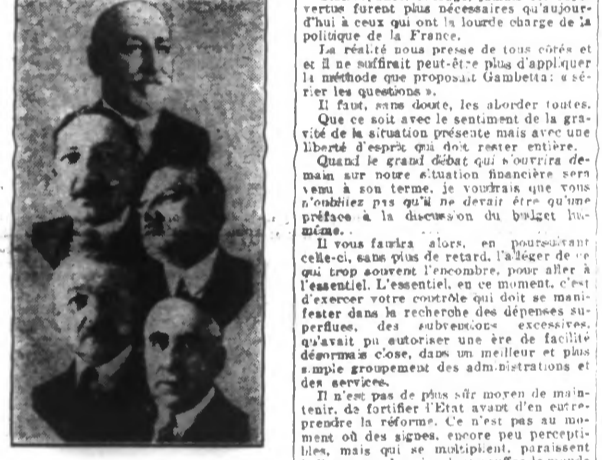 vertue furent plus nécessaires qu'aujour-
d'hui à ceux qui ont la lourde charge de la
politique de la France.
La réalité nous presse de tous côtés et
et il ne suffirait peut-être plus d'appliquer
la méthode que proposait Gambetta: « sé-
rier les questions ».
Il faut, sans doute, les aborder toutes.
Que ce soit avec le sentiment de la gra-
vité de la situation présente mais avec une
liberté d'esprit qui doit rester entière.
Quand le grand débat qui s'ouvrira de-
main sur notre situation financière sera
venu à son terme, je voudrais que vous
n'oubliiez pas qu'il ne devrait être qu'une
préface à la discussion du budget lui-
même.
Il vous faudra alors, en poursuivant
celle-ci, sans plus de retard, l'alléger de ce
qui trop souvent l'encombre, pour aller à
l'essentiel. L'essentiel, en ce moment, c'est
d'exercer votre contrôle qui doit se mani-
fester dans la recherche des dépenses su-
perflues, des subventions excessives,
qu'avait pu autoriser une ère de facilité
désormais close, dans un meilleur et plus
simple groupement des administrations et
des services.
Il n'est pas de plus sûr moyen de main-
tenir, de fortifier l'Etat avant d'en entre-
prendre la réforme. Ce n'est pas au mo-
ment où des signes, encore peu percepti-
bles, mais qui se multiplient, paraissent